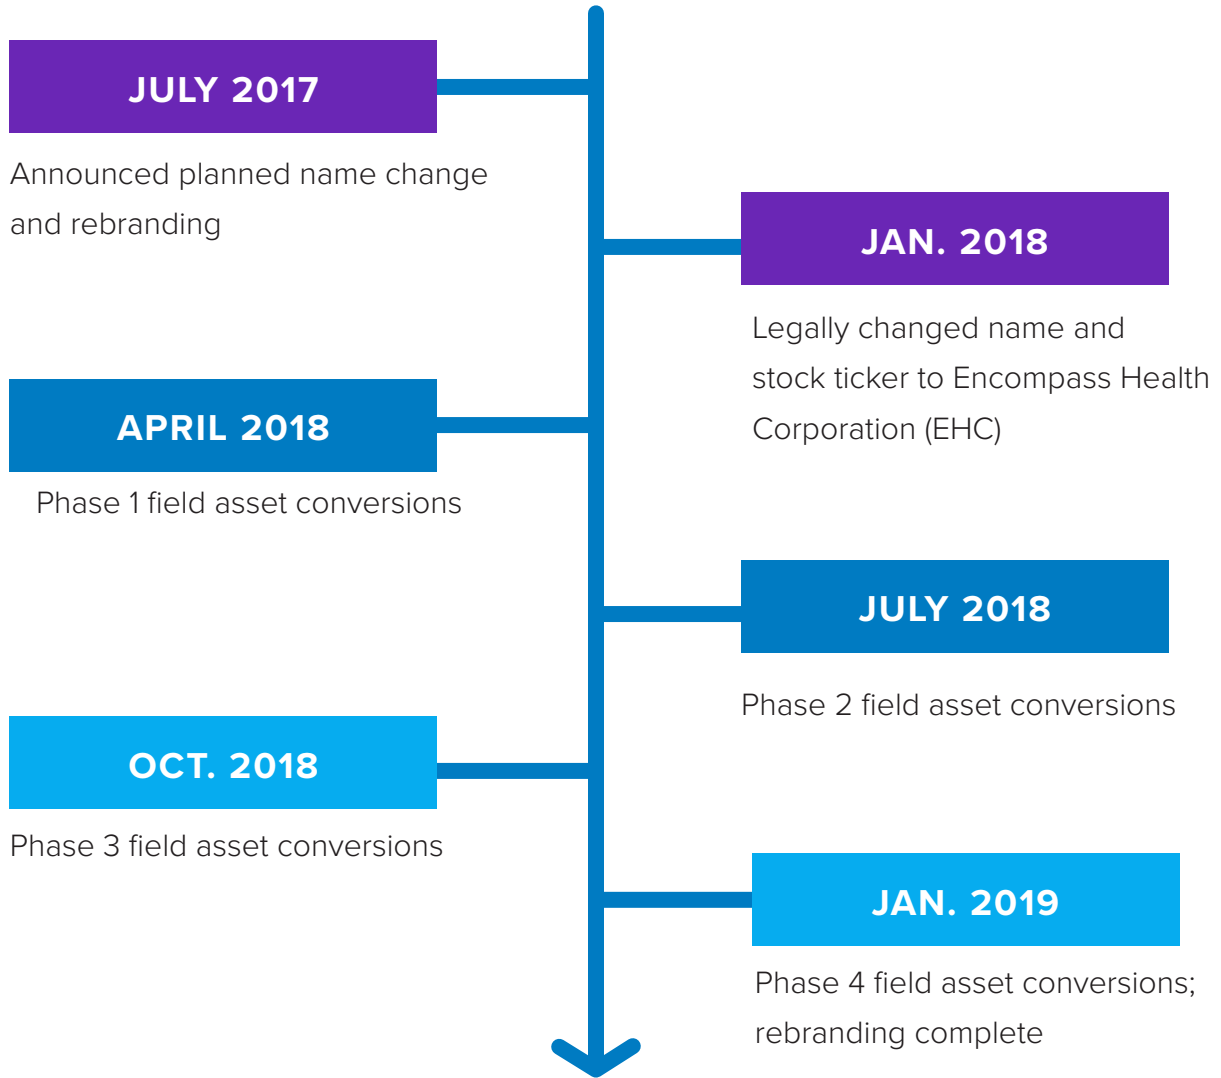 JULY 2017
Announced planned name change
and rebranding
JAN. 2018
Legally changed name and
stock ticker to Encompass Health
Corporation (EHC)
APRIL 2018
Phase 1 field asset conversions
JULY 2018
Phase 2 field asset conversions
OCT. 2018
Phase 3 field asset conversions
JAN. 2019
Phase 4 field asset conversions;
rebranding complete